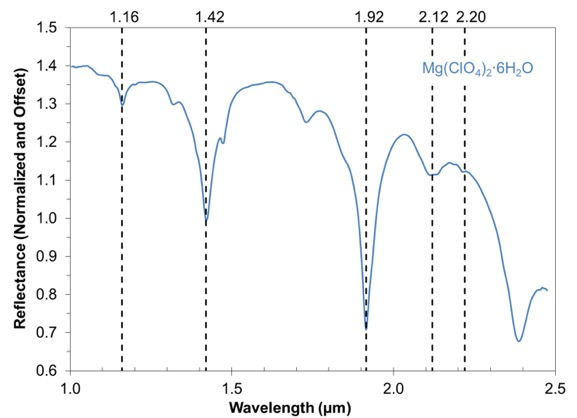 1.16 1.42 1.92 2.12 2.20
1.5
1.4
1.3
1.2
1.1
1.0
0.9
0.8
0.7
0.6
Reflectance (Normalized and Offset)
Mg(ClO₄)₂·6H₂O
1.0 1.5 2.0 2.5
Wavelength (µm)